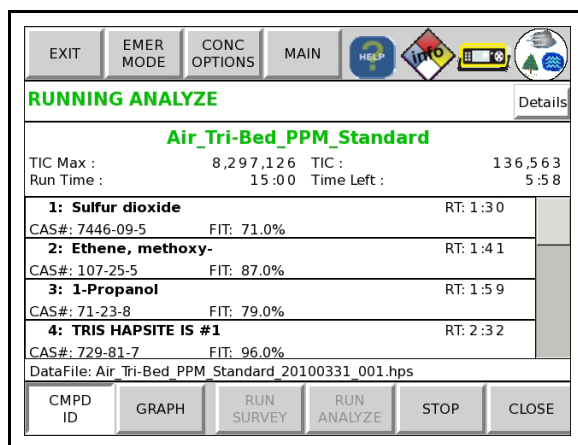 EXIT
EMER MODE
CONC OPTIONS
MAIN
HELP
info
RUNNING ANALYZE
Details
Air_Tri-Bed_PPM_Standard
TIC Max : 8,297,126 TIC : 136,563
Run Time : 15:00 Time Left : 5:58
1: Sulfur dioxide RT: 1:30
CAS#: 7446-09-5 FIT: 71.0%
2: Ethene, methoxy- RT: 1:41
CAS#: 107-25-5 FIT: 87.0%
3: 1-Propanol RT: 1:59
CAS#: 71-23-8 FIT: 79.0%
4: TRIS HAPSITE IS #1 RT: 2:32
CAS#: 729-81-7 FIT: 96.0%
DataFile: Air_Tri-Bed_PPM_Standard_20100331_001.hps
CMPD ID
GRAPH
RUN SURVEY
RUN ANALYZE
STOP
CLOSE